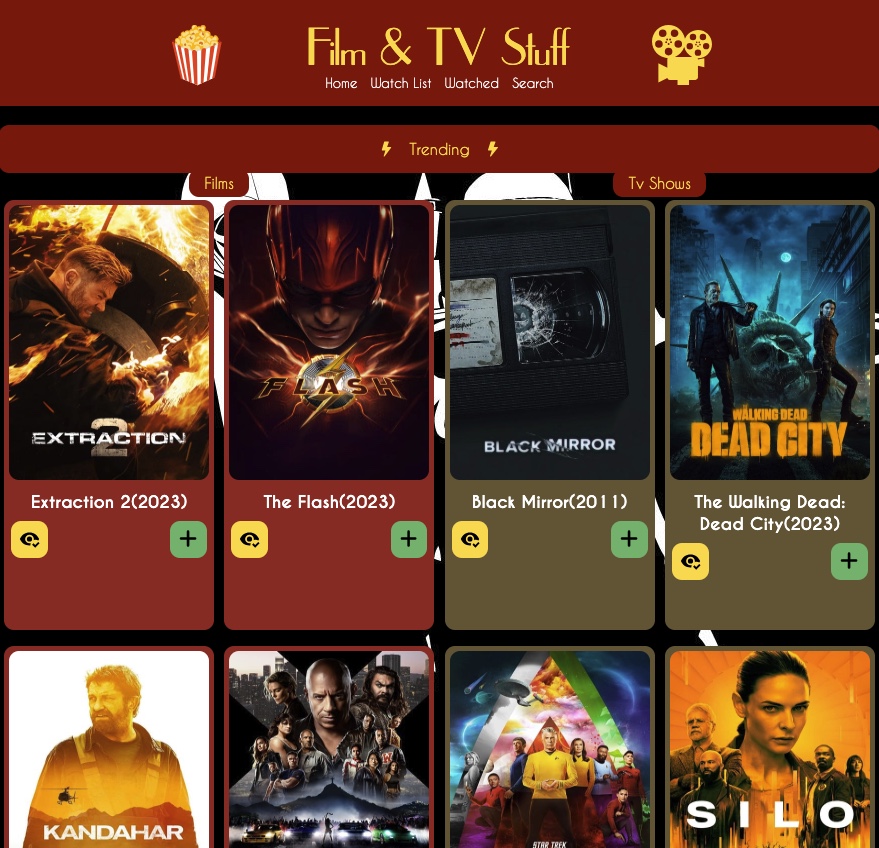 Film & TV Stuff
Home Watch List Watched Search
Trending
Films
Tv Shows
EXTRACTION 2
FLASH
BLACK MIRROR
THE WALKING DEAD
DEAD CITY
Extraction 2(2023)
The Flash(2023)
Black Mirror(2011)
The Walking Dead:
Dead City(2023)
KANDAHAR
STAR TREK
SILO